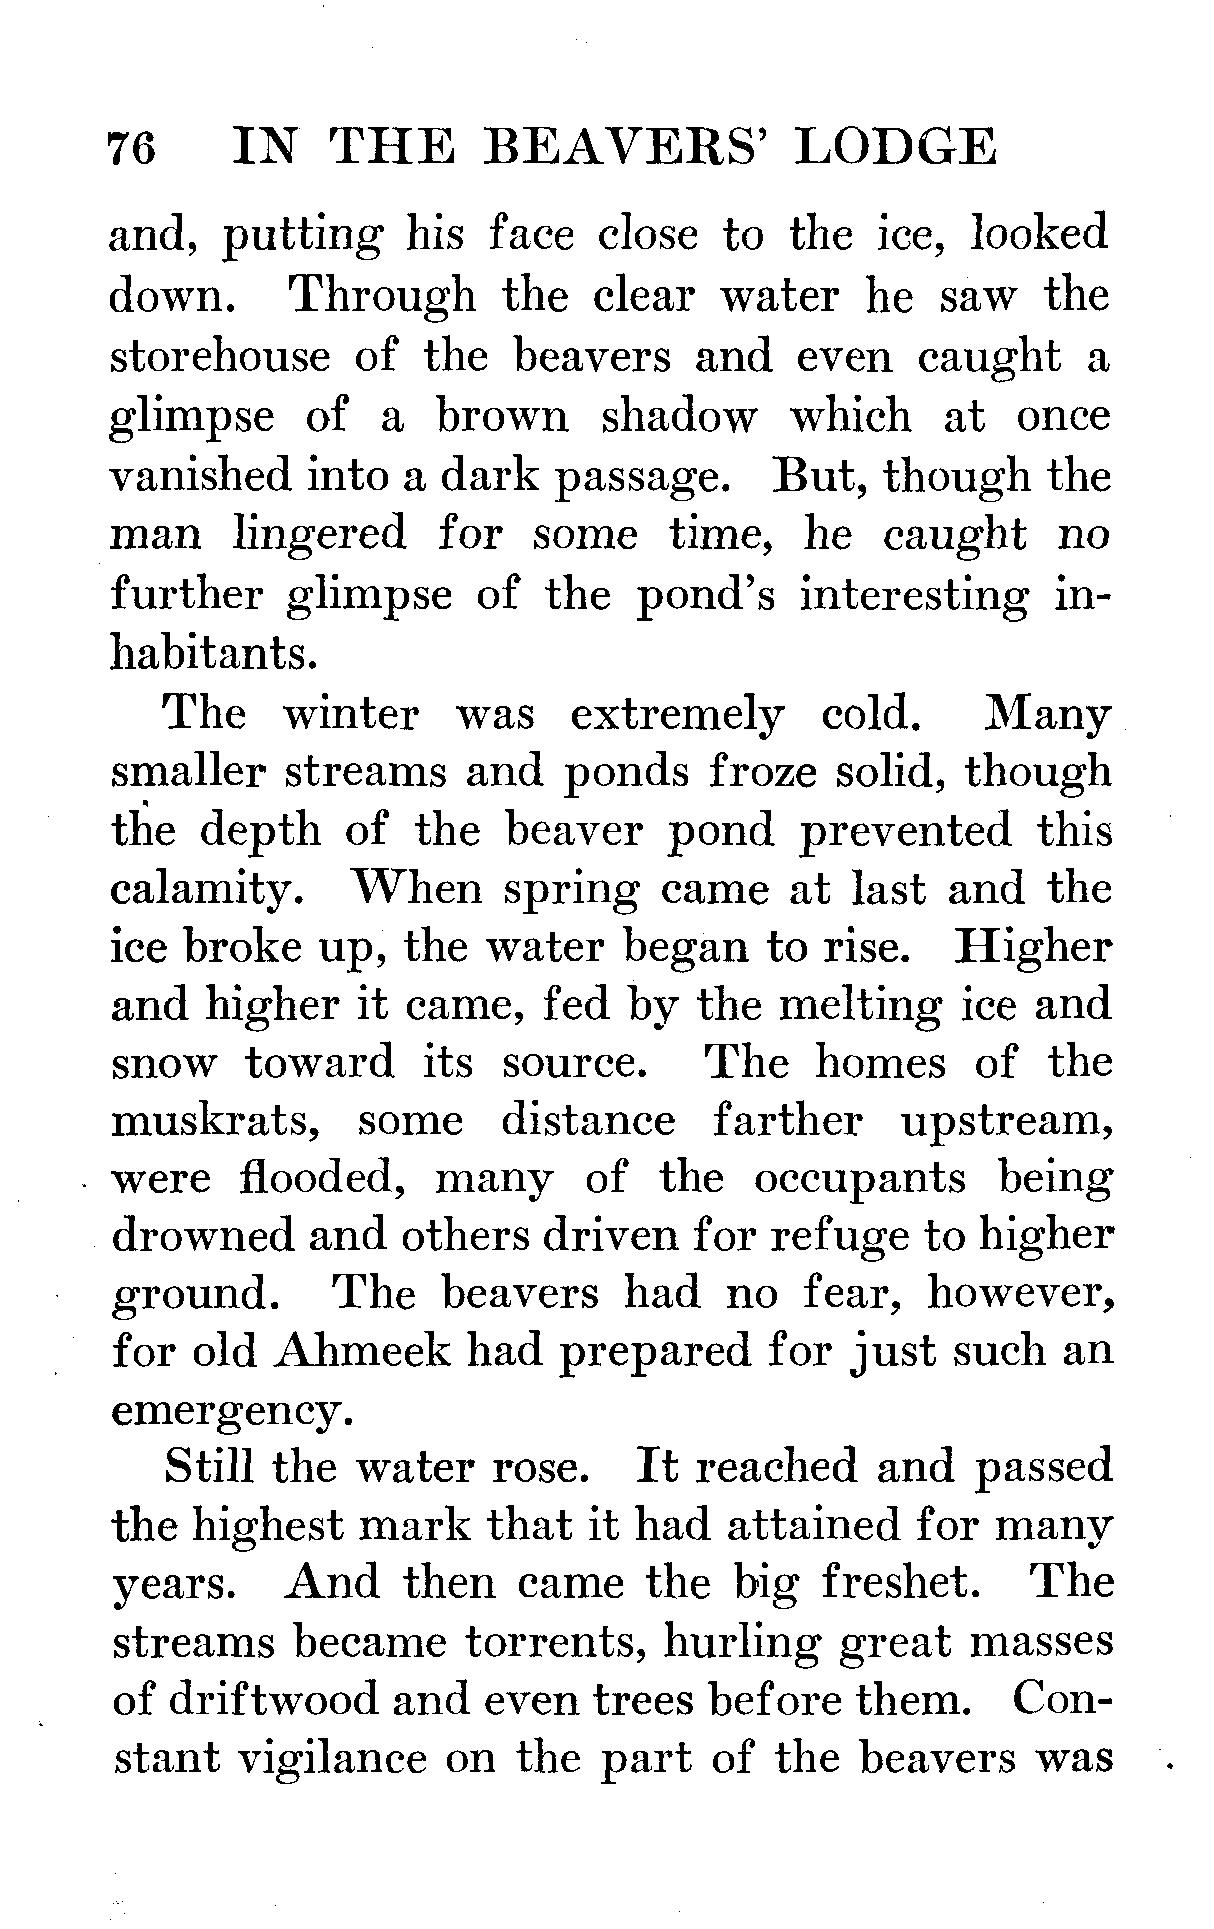 76 IN THE BEAVERS' LODGE
and, putting his face close to the ice, looked
down. Through the clear water he saw the
storehouse of the beavers and even caught a
glimpse of a brown shadow which at once
vanished into a dark passage. But, though the
man lingered for some time, he caught no
further glimpse of the pond's interesting in-
habitants.
The winter was extremely cold. Many
smaller streams and ponds froze solid, though
the depth of the beaver pond prevented this
calamity. When spring came at last and the
ice broke up, the water began to rise. Higher
and higher it came, fed by the melting ice and
snow toward its source. The homes of the
muskrats, some distance farther upstream,
were flooded, many of the occupants being
drowned and others driven for refuge to higher
ground. The beavers had no fear, however,
for old Ahmeek had prepared for just such an
emergency.
Still the water rose. It reached and passed
the highest mark that it had attained for many
years. And then came the big freshet. The
streams became torrents, hurling great masses
of driftwood and even trees before them. Con-
stant vigilance on the part of the beavers was